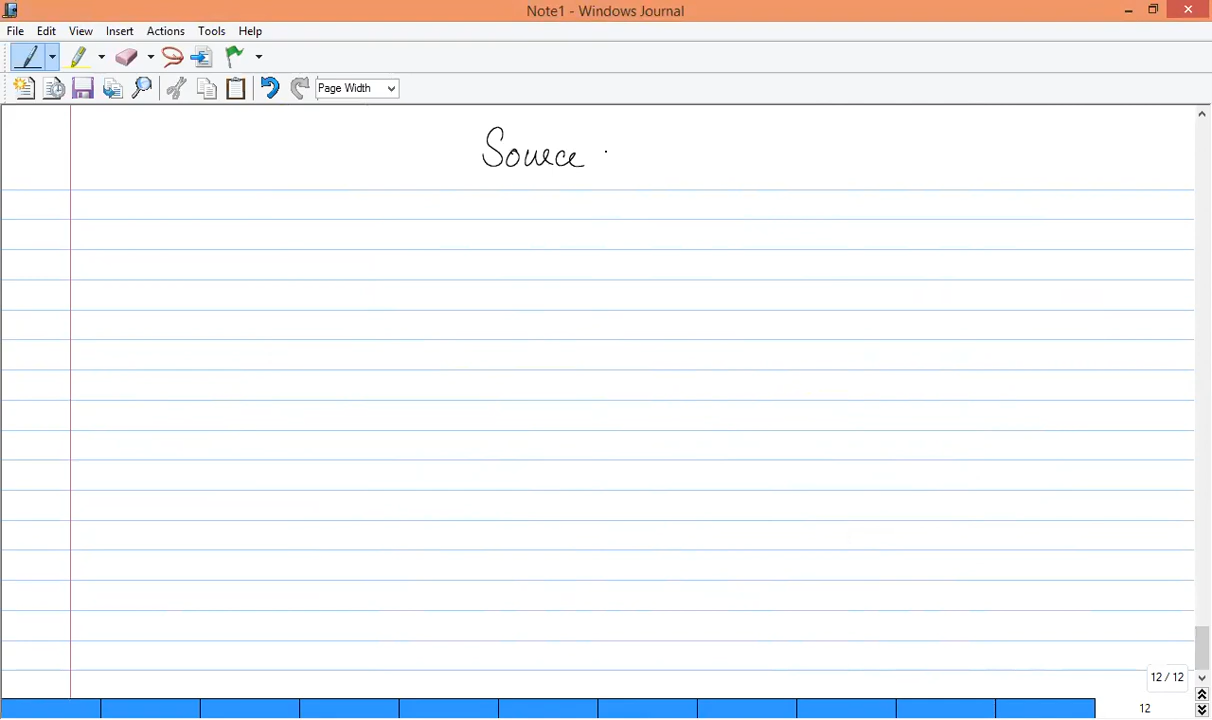 Note1 - Windows Journal
File Edit View Insert Actions Tools Help
Page Width
Source
12 / 12
12